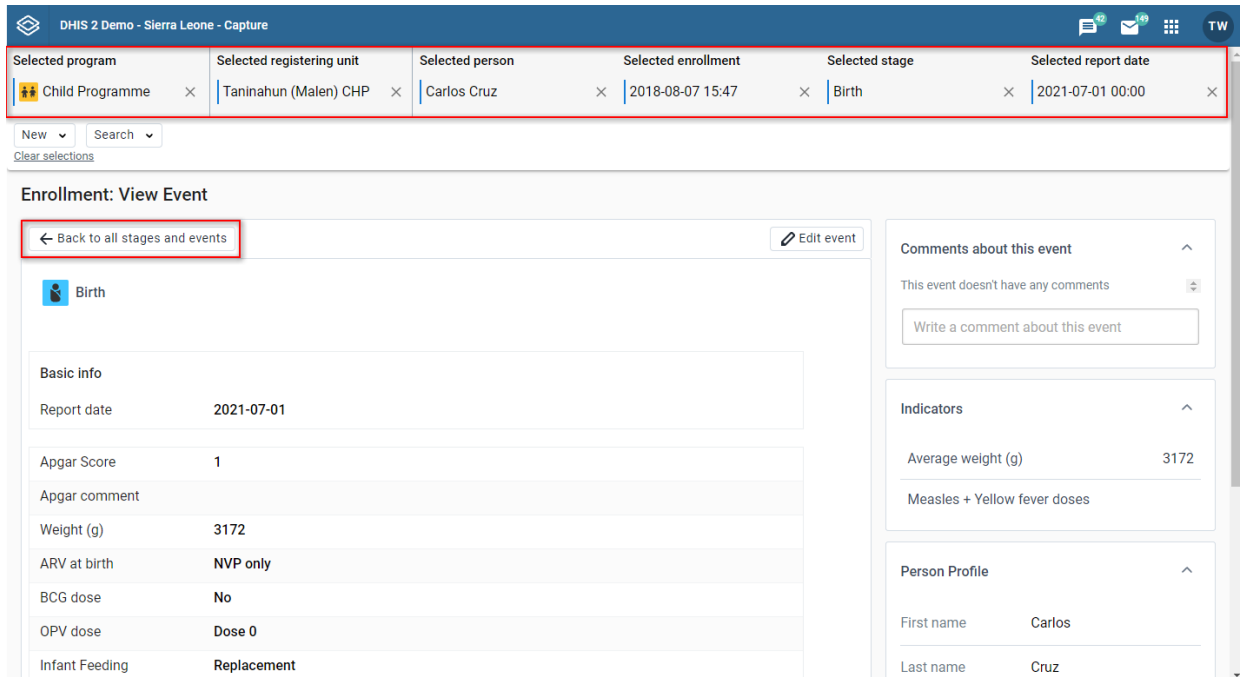 DHIS 2 Demo - Sierra Leone - Capture
42
149
TW
Selected program
Selected registering unit
Selected person
Selected enrollment
Selected stage
Selected report date
Child Programme
Taninahun (Malen) CHP
Carlos Cruz
2018-08-07 15:47
Birth
2021-07-01 00:00
New
Search
Clear selections
Enrollment: View Event
Back to all stages and events
Edit event
Birth
Basic info
Report date 2021-07-01
Apgar Score 1
Apgar comment
Weight (g) 3172
ARV at birth NVP only
BCG dose No
OPV dose Dose 0
Infant Feeding Replacement
Comments about this event
This event doesn't have any comments
Write a comment about this event
Indicators
Average weight (g) 3172
Measles + Yellow fever doses
Person Profile
First name Carlos
Last name Cruz